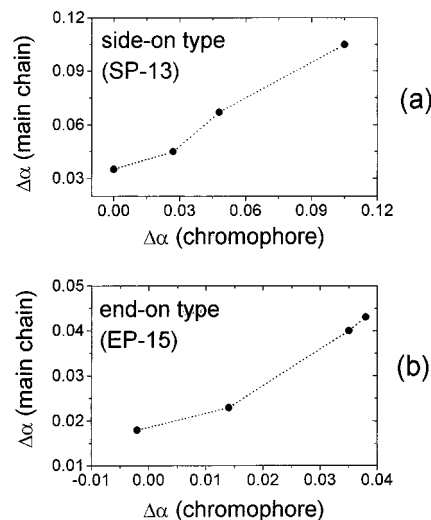 side-on type
(SP-13)
(a)
Δα (main chain)
0.12
0.09
0.06
0.03
0.00 0.03 0.06 0.09 0.12
Δα (chromophore)
end-on type
(EP-15)
(b)
Δα (main chain)
0.05
0.04
0.03
0.02
0.01
-0.01 0.00 0.01 0.02 0.03 0.04
Δα (chromophore)